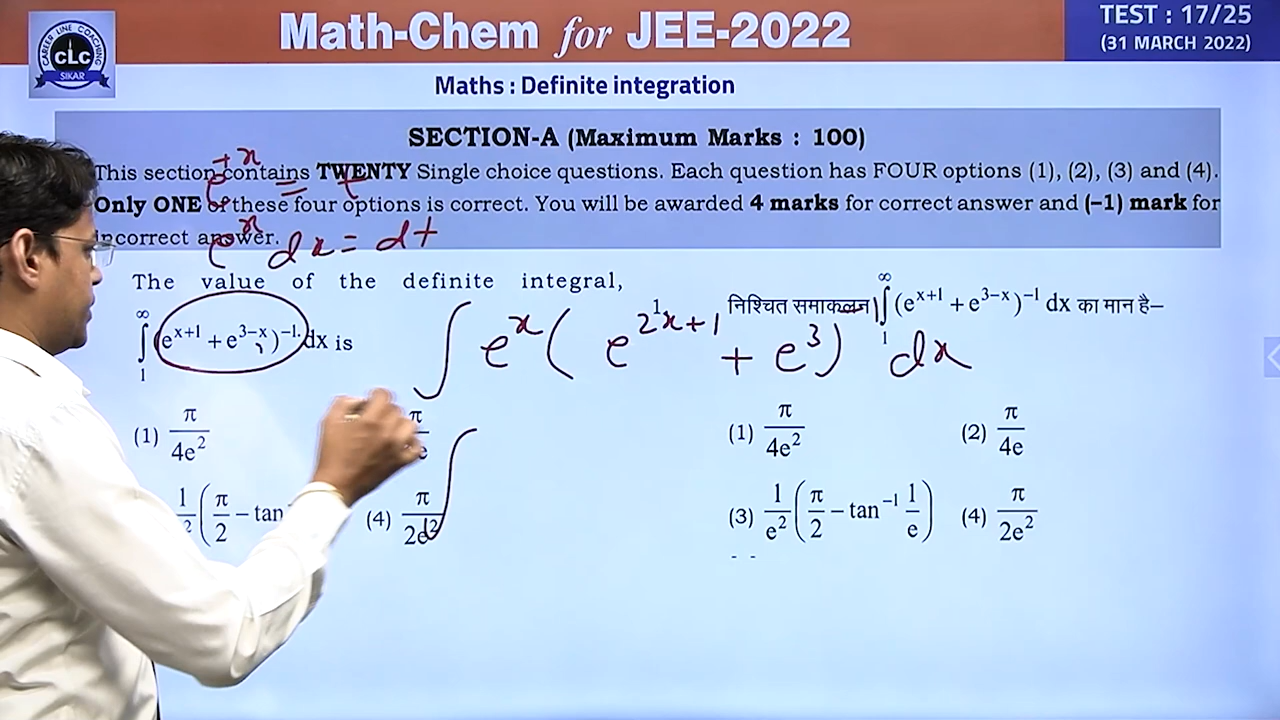 Math-Chem for JEE-2022
TEST : 17/25
(31 MARCH 2022)
CAREER LINE COACHING
CLC
SIKAR
Maths : Definite integration
SECTION-A (Maximum Marks : 100)
This section contains TWENTY Single choice questions. Each question has FOUR options (1), (2), (3) and (4).
Only ONE of these four options is correct. You will be awarded 4 marks for correct answer and (–1) mark for
incorrect answer.
e^x dx = dt
The value of the definite integral,
∫₁^∞ (e^{x+1} + e^{3–x})^{–1} dx is
(1) π/4e²
π/e
1/2 (π/2 – tan
(4) π/2e²
निश्चित समाकलन ∫₁^∞ (e^{x+1} + e^{3–x})^{–1} dx का मान है–
(1) π/4e²
(2) π/4e
(3) 1/e² (π/2 – tan^{–1} 1/e)
(4) π/2e²
∫ e^x ( e^{2x+1} + e^3 ) dx
∫